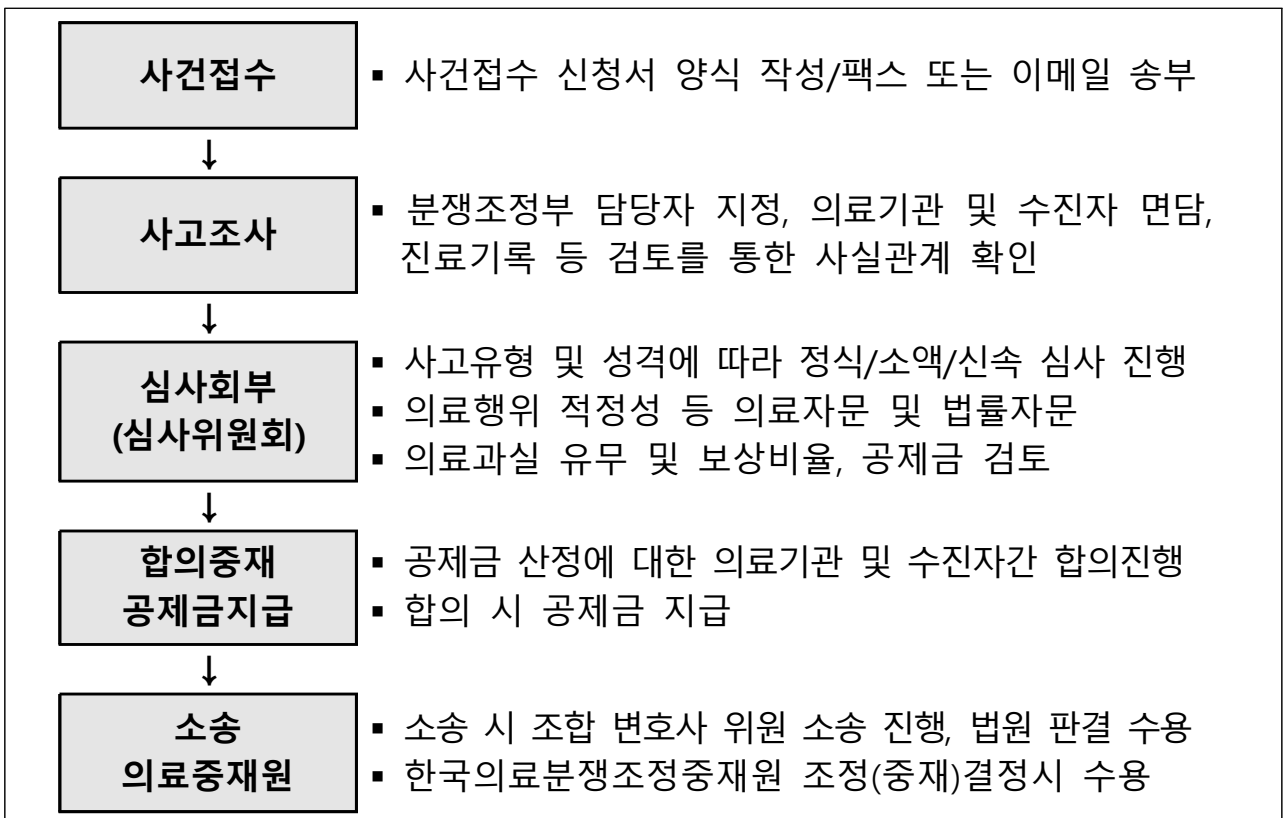 사건접수
▪ 사건접수 신청서 양식 작성/팩스 또는 이메일 송부
↓
사고조사
▪ 분쟁조정부 담당자 지정, 의료기관 및 수진자 면담,
진료기록 등 검토를 통한 사실관계 확인
↓
심사회부
(심사위원회)
▪ 사고유형 및 성격에 따라 정식/소액/신속 심사 진행
▪ 의료행위 적정성 등 의료자문 및 법률자문
▪ 의료과실 유무 및 보상비율, 공제금 검토
↓
합의중재
공제금지급
▪ 공제금 산정에 대한 의료기관 및 수진자간 합의진행
▪ 합의 시 공제금 지급
↓
소송
의료중재원
▪ 소송 시 조합 변호사 위원 소송 진행, 법원 판결 수용
▪ 한국의료분쟁조정중재원 조정(중재)결정시 수용